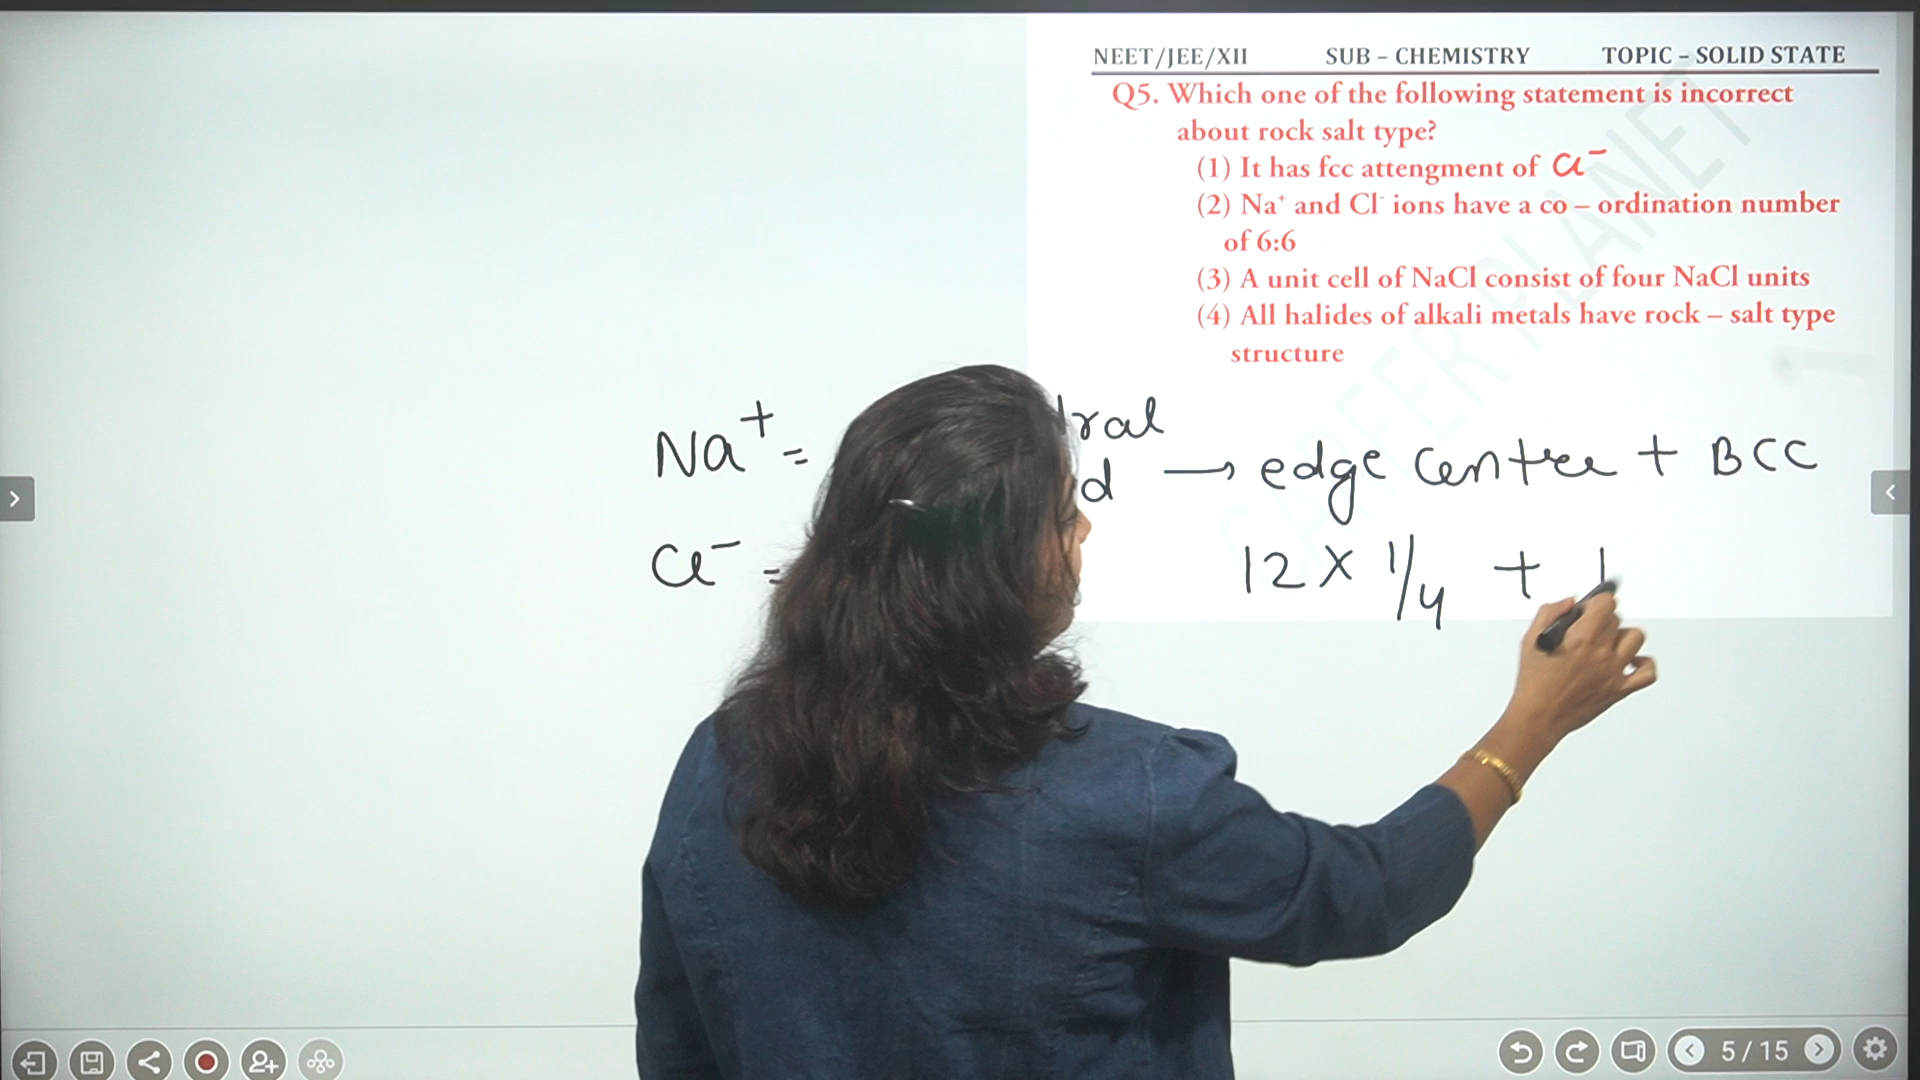 NEET/JEE/XII SUB – CHEMISTRY TOPIC – SOLID STATE
Q5. Which one of the following statement is incorrect
about rock salt type?
(1) It has fcc attengment of Cl⁻
(2) Na⁺ and Cl⁻ ions have a co – ordination number
of 6:6
(3) A unit cell of NaCl consist of four NaCl units
(4) All halides of alkali metals have rock – salt type
structure
CAREER PLANET
Na⁺ =
→ edge centre + BCC
Cl⁻ =
12 × 1/4 + 1
5 / 15